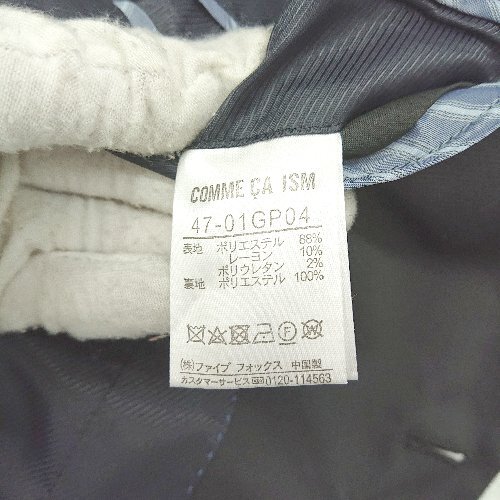 COMME ÇA ISM
47-01GP04
表地 ポリエステル 88%
レーヨン 10%
ポリウレタン 2%
裏地 ポリエステル 100%
(株)ファイブ フォックス 中国製
カスタマーサービス 0120-114563